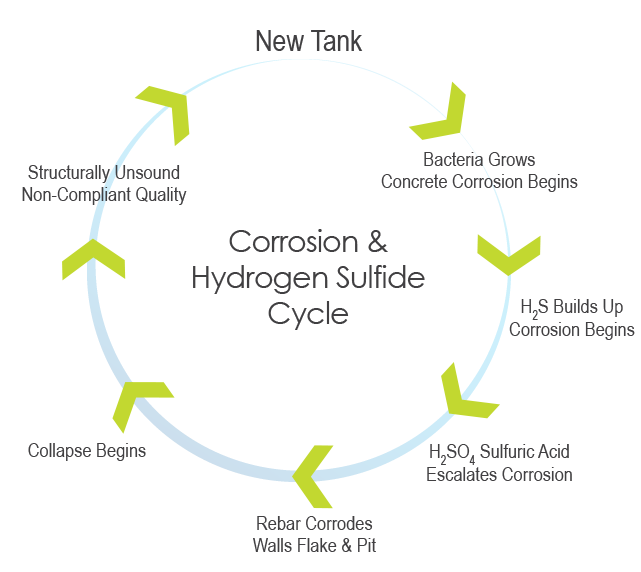 New Tank
Bacteria Grows
Concrete Corrosion Begins
H₂S Builds Up
Corrosion Begins
H₂SO₄ Sulfuric Acid
Escalates Corrosion
Rebar Corrodes
Walls Flake & Pit
Collapse Begins
Structurally Unsound
Non-Compliant Quality
Corrosion &
Hydrogen Sulfide
Cycle